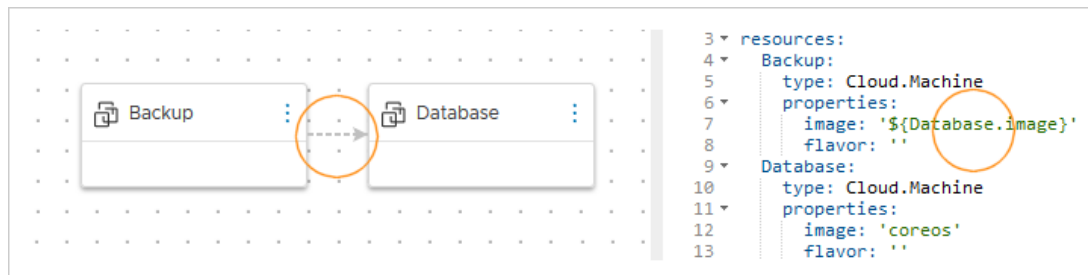 Backup
Database
3 resources:
4 Backup:
5 type: Cloud.Machine
6 properties:
7 image: '${Database.image}'
8 flavor: ''
9 Database:
10 type: Cloud.Machine
11 properties:
12 image: 'coreos'
13 flavor: ''